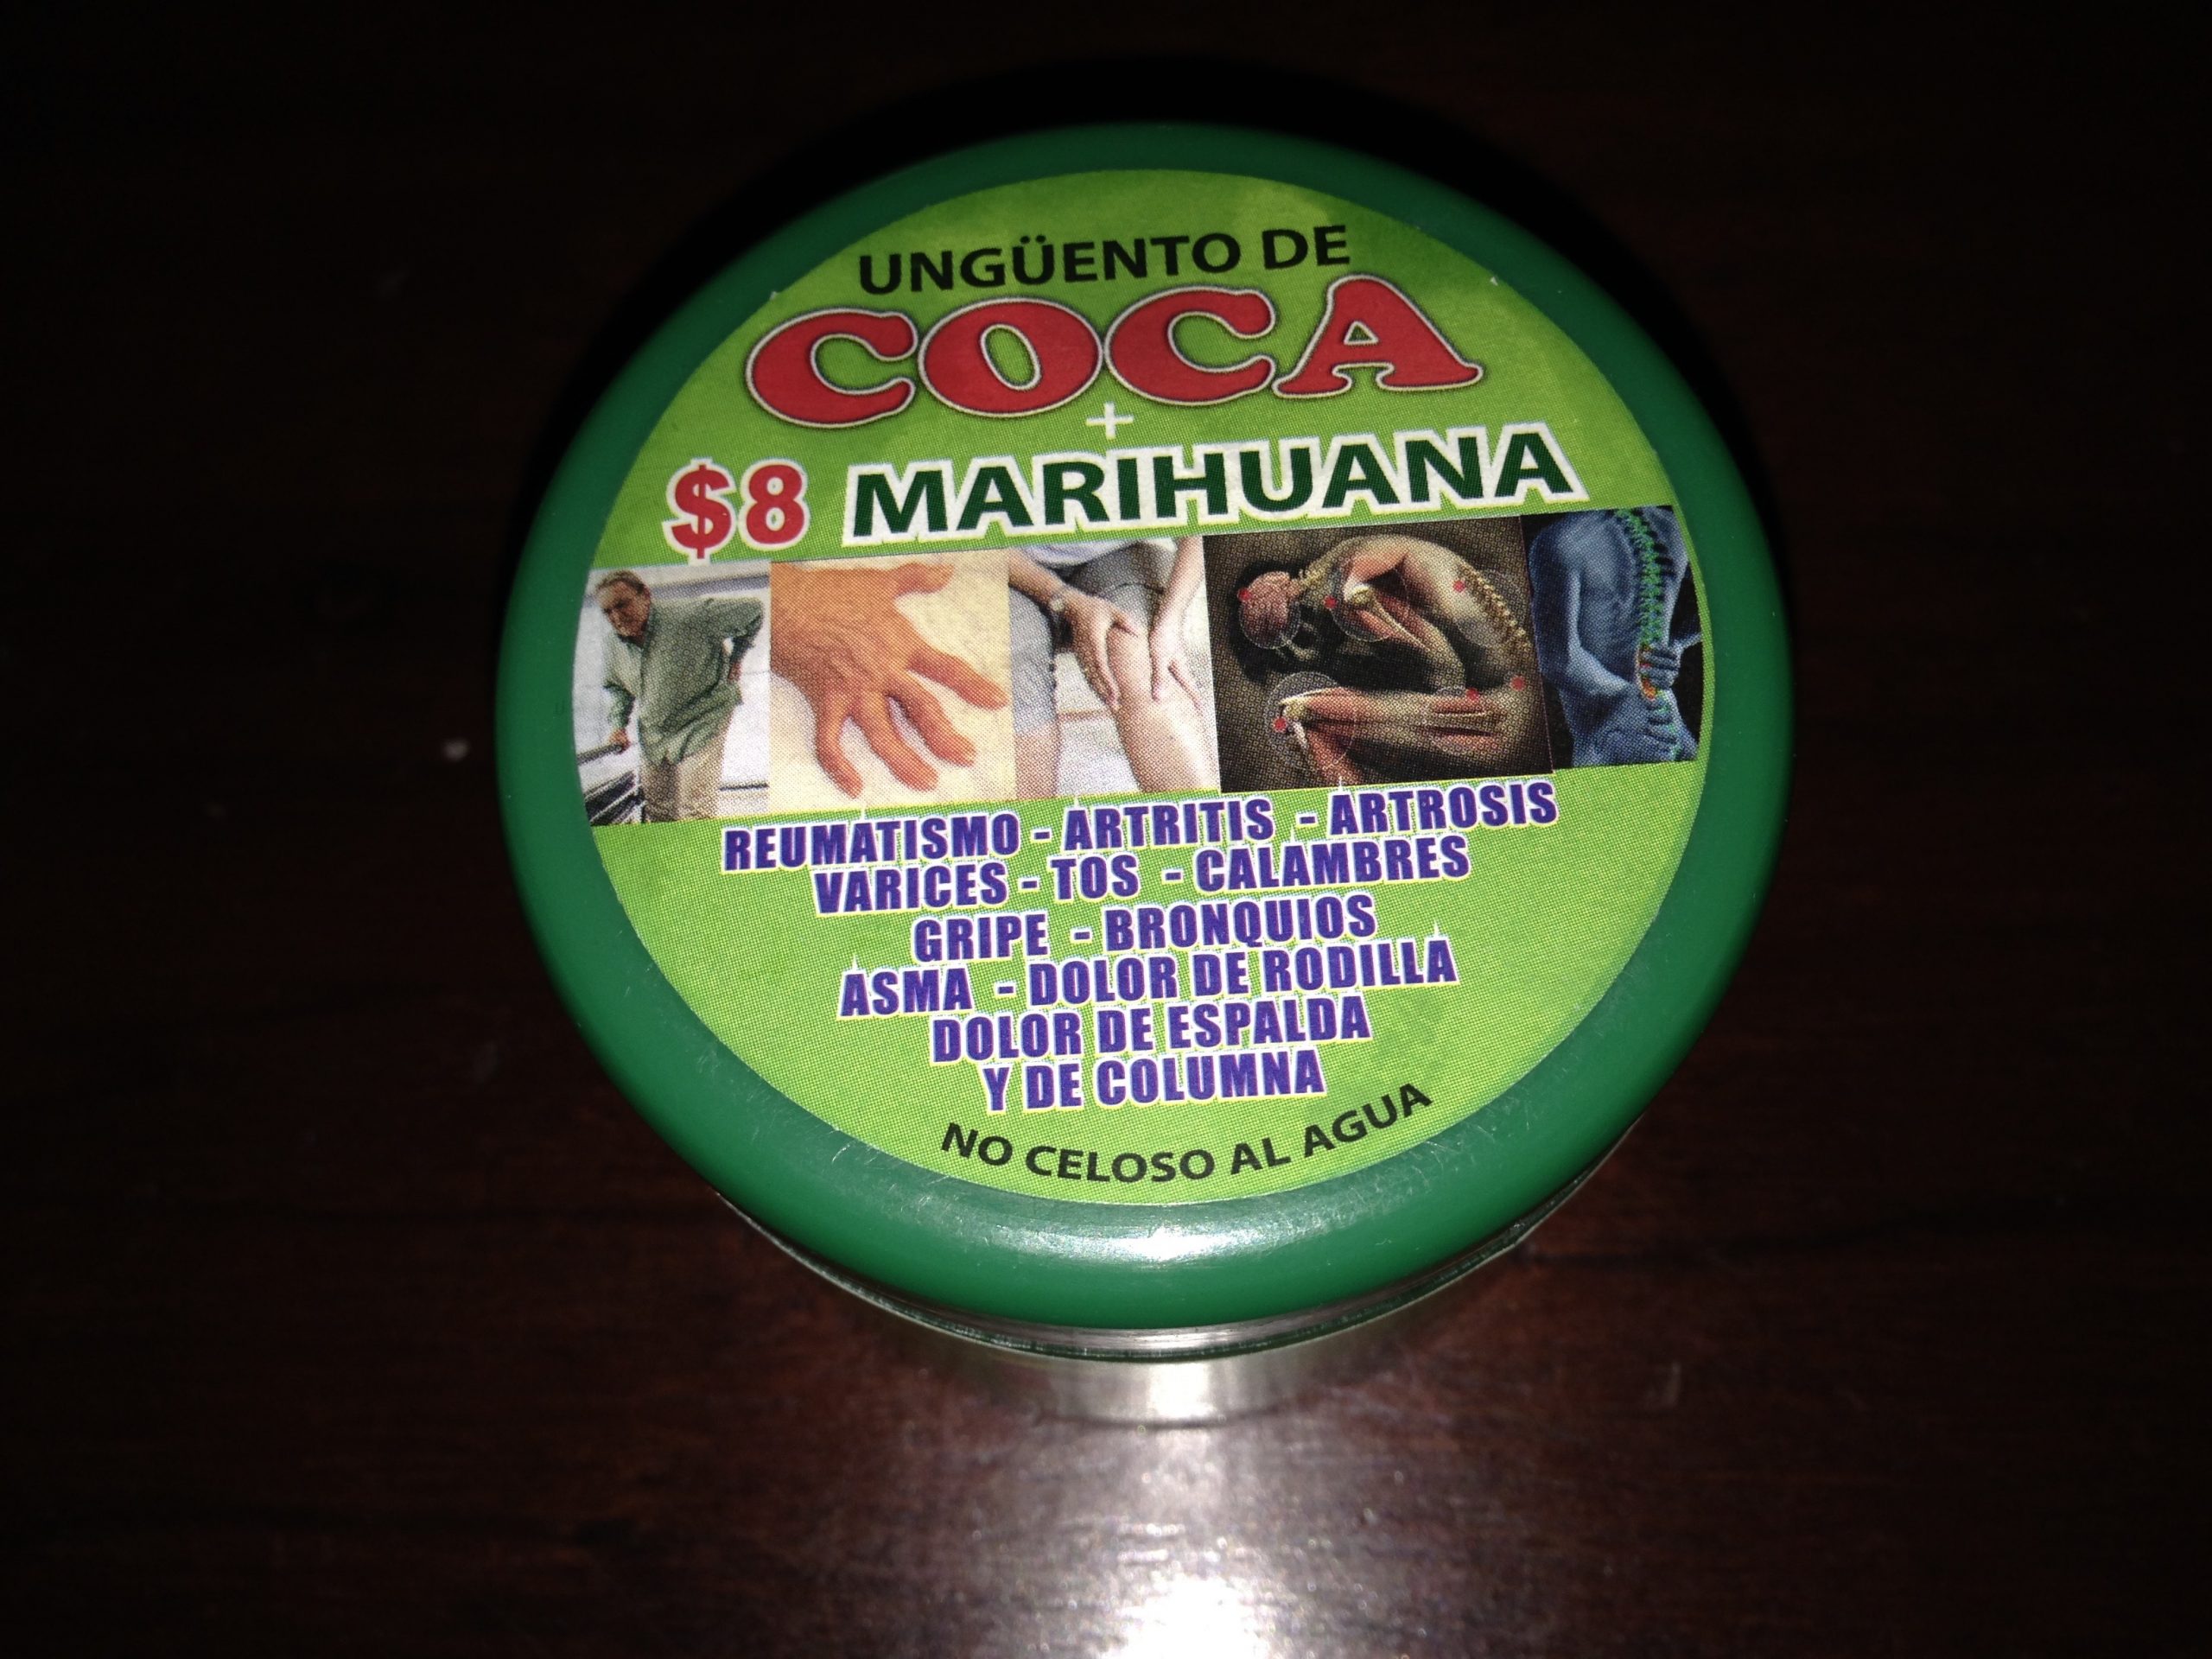 UNGÜENTO DE
COCA
+
$8 MARIHUANA
REUMATISMO - ARTRITIS - ARTROSIS
VARICES - TOS - CALAMBRES
GRIPE - BRONQUIOS
ASMA - DOLOR DE RODILLA
DOLOR DE ESPALDA
Y DE COLUMNA
NO CELOSO AL AGUA